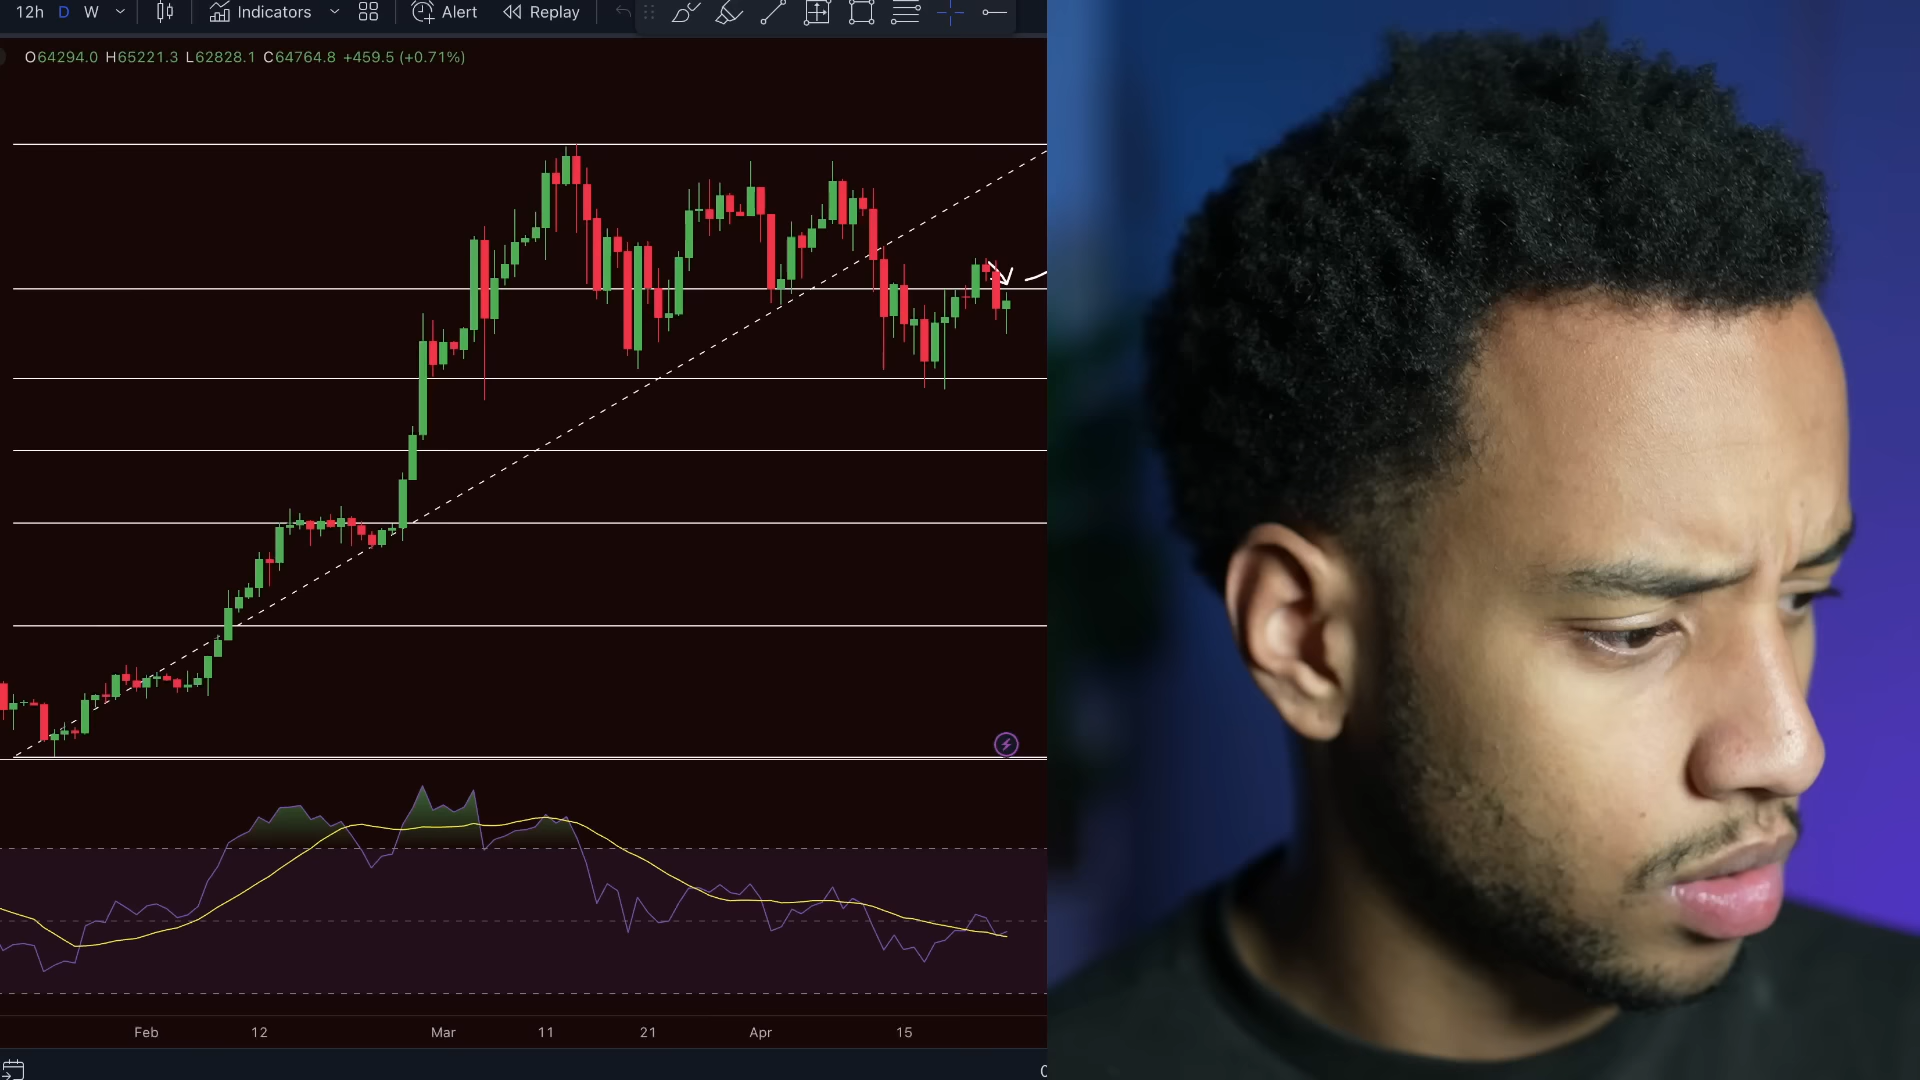 12h D W Indicators Alert Replay
O64294.0 H65221.3 L62828.1 C64764.8 +459.5 (+0.71%)
Feb 12 Mar 11 21 Apr 15